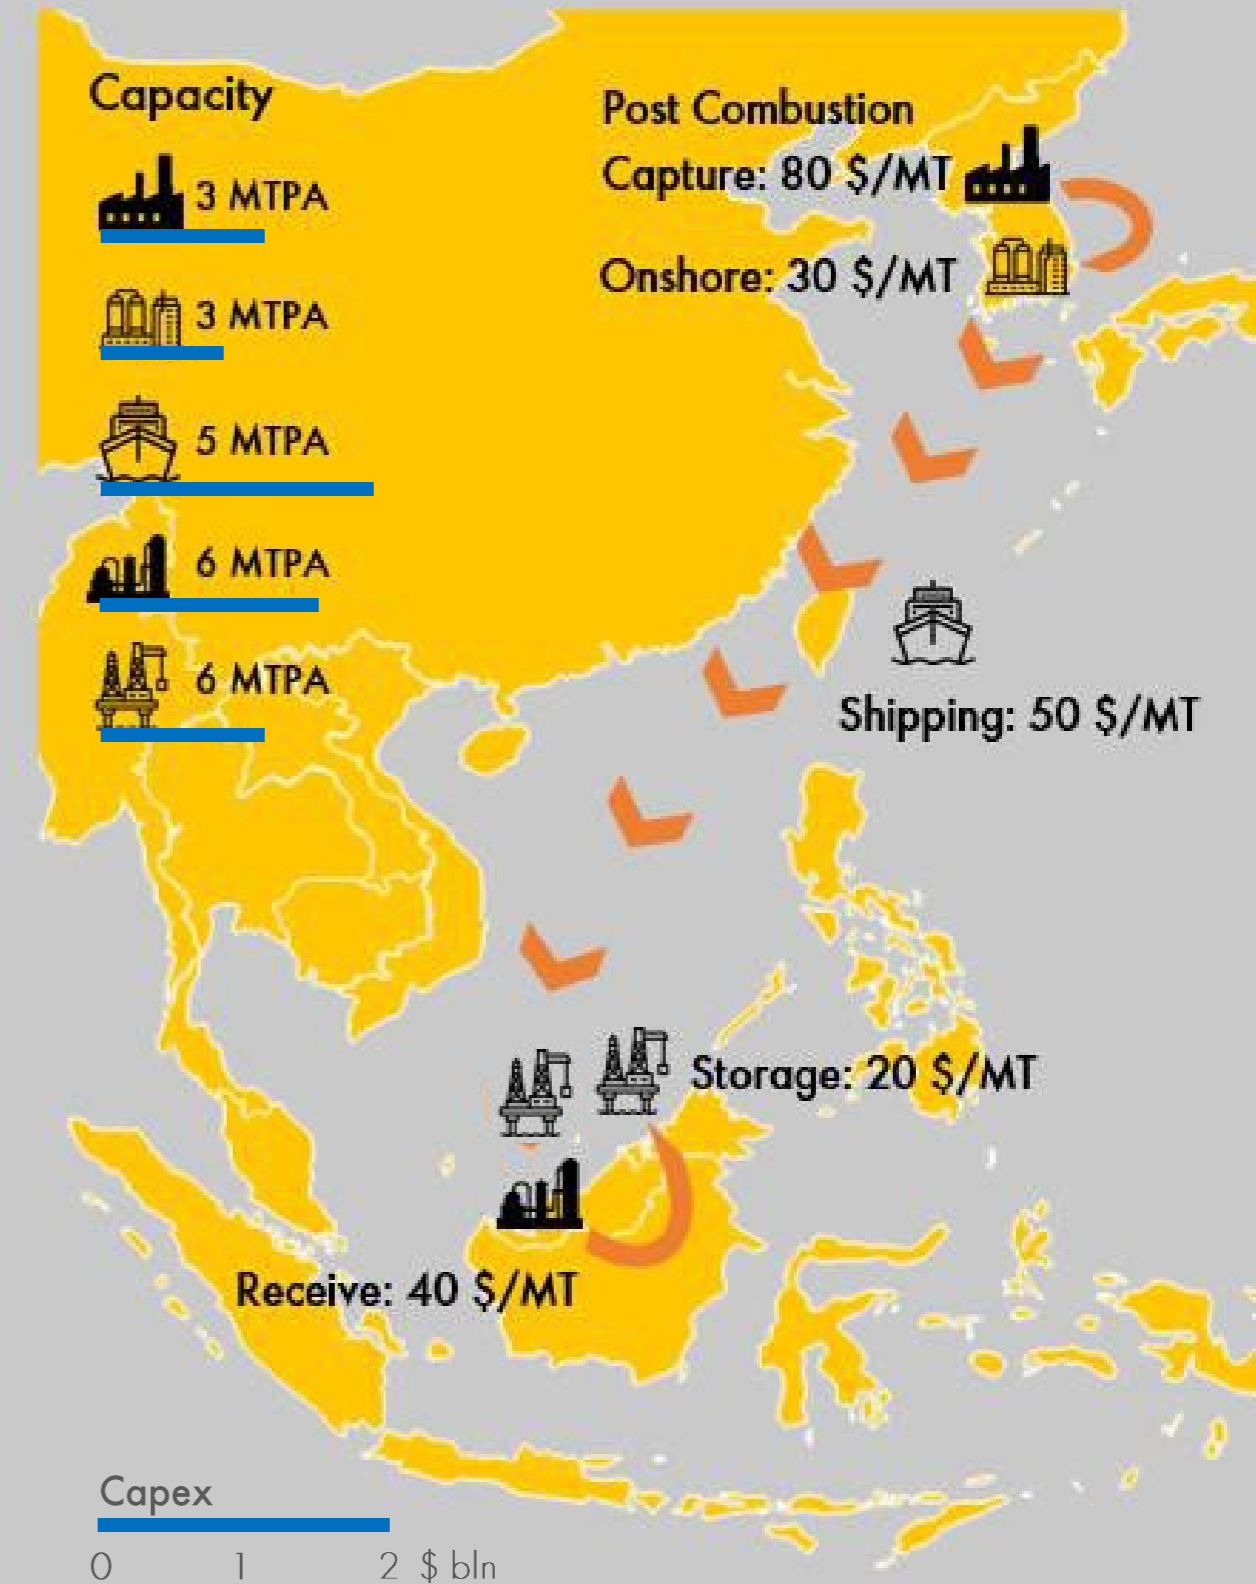 Capacity
3 MTPA
3 MTPA
5 MTPA
6 MTPA
6 MTPA
Post Combustion
Capture: 80 $/MT
Onshore: 30 $/MT
Shipping: 50 $/MT
Storage: 20 $/MT
Receive: 40 $/MT
Capex
0 1 2 $ bln